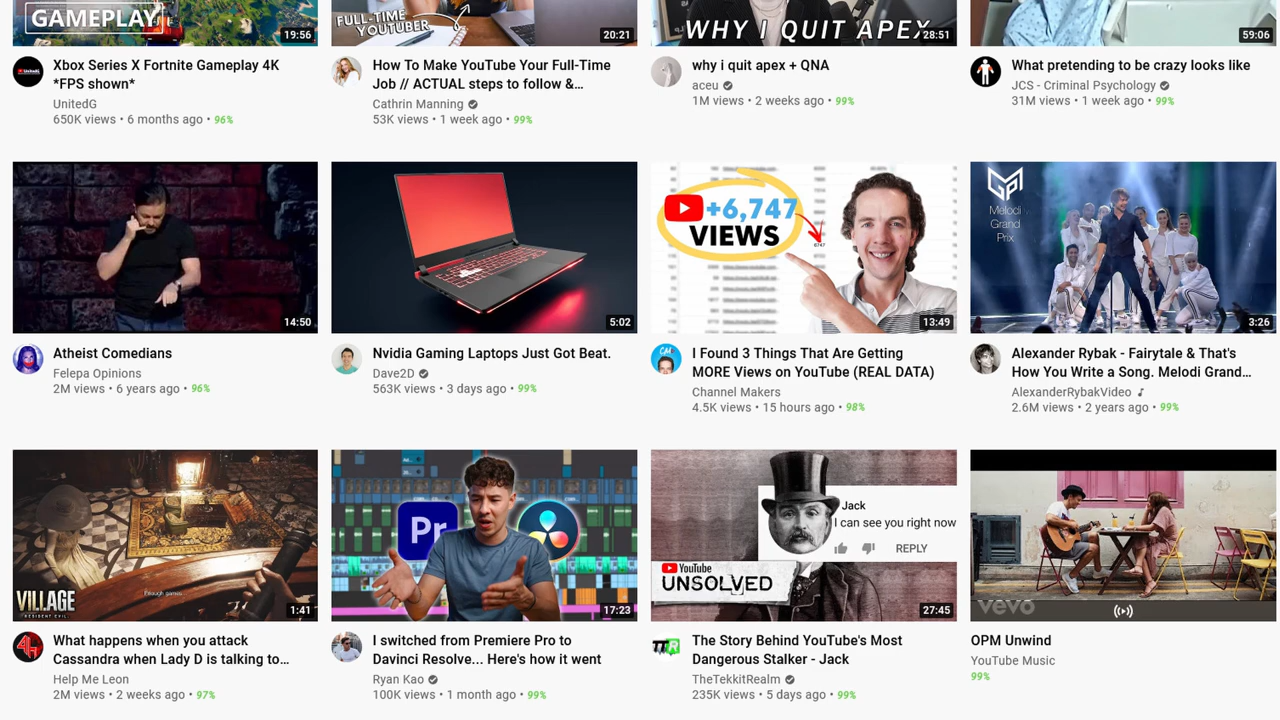 GAMEPLAY
19:56
FULL-TIME
YOUTUBER
20:21
WHY I QUIT APEX
28:51
59:06
Xbox Series X Fortnite Gameplay 4K
*FPS shown*
UnitedG
650K views • 6 months ago • 96%
How To Make YouTube Your Full-Time
Job // ACTUAL steps to follow &…
Cathrin Manning
53K views • 1 week ago • 99%
why i quit apex + QNA
aceu
1M views • 2 weeks ago • 99%
What pretending to be crazy looks like
JCS - Criminal Psychology
31M views • 1 week ago • 99%
14:50
5:02
+6,747
VIEWS
6747
13:49
MGP
Melodi
Grand
Prix
3:26
Atheist Comedians
Felepa Opinions
2M views • 6 years ago • 96%
Nvidia Gaming Laptops Just Got Beat.
Dave2D
563K views • 3 days ago • 99%
CM
I Found 3 Things That Are Getting
MORE Views on YouTube (REAL DATA)
Channel Makers
4.5K views • 15 hours ago • 98%
Alexander Rybak - Fairytale & That's
How You Write a Song. Melodi Grand…
AlexanderRybakVideo
2.6M views • 2 years ago • 99%
Enough games
VILLAGE
RESIDENT EVIL
1:41
Pr
17:23
Jack
I can see you right now
REPLY
YouTube
UNSOLVED
27:45
vevo
What happens when you attack
Cassandra when Lady D is talking to…
Help Me Leon
2M views • 2 weeks ago • 97%
I switched from Premiere Pro to
Davinci Resolve... Here's how it went
Ryan Kao
100K views • 1 month ago • 99%
TTR
The Story Behind YouTube's Most
Dangerous Stalker - Jack
TheTekkitRealm
235K views • 5 days ago • 99%
OPM Unwind
YouTube Music
99%